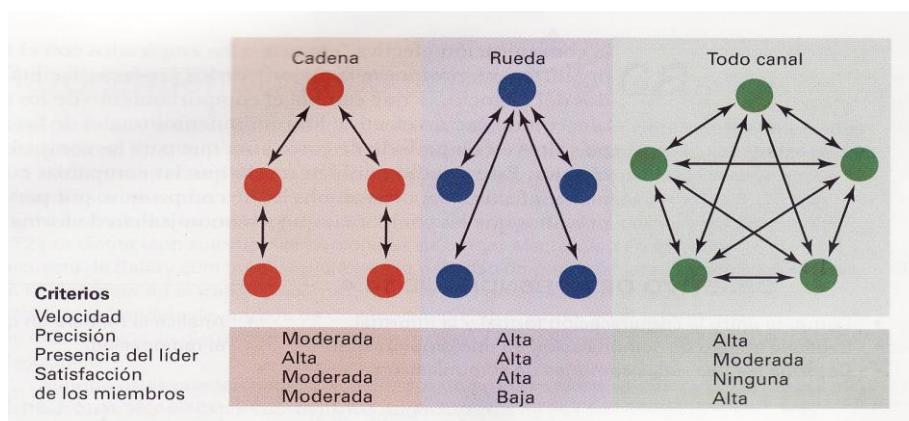 Cadena Rueda Todo canal
Criterios
Velocidad Moderada Alta Alta
Precisión Alta Alta Moderada
Presencia del líder Moderada Alta Ninguna
Satisfacción
de los miembros Moderada Baja Alta